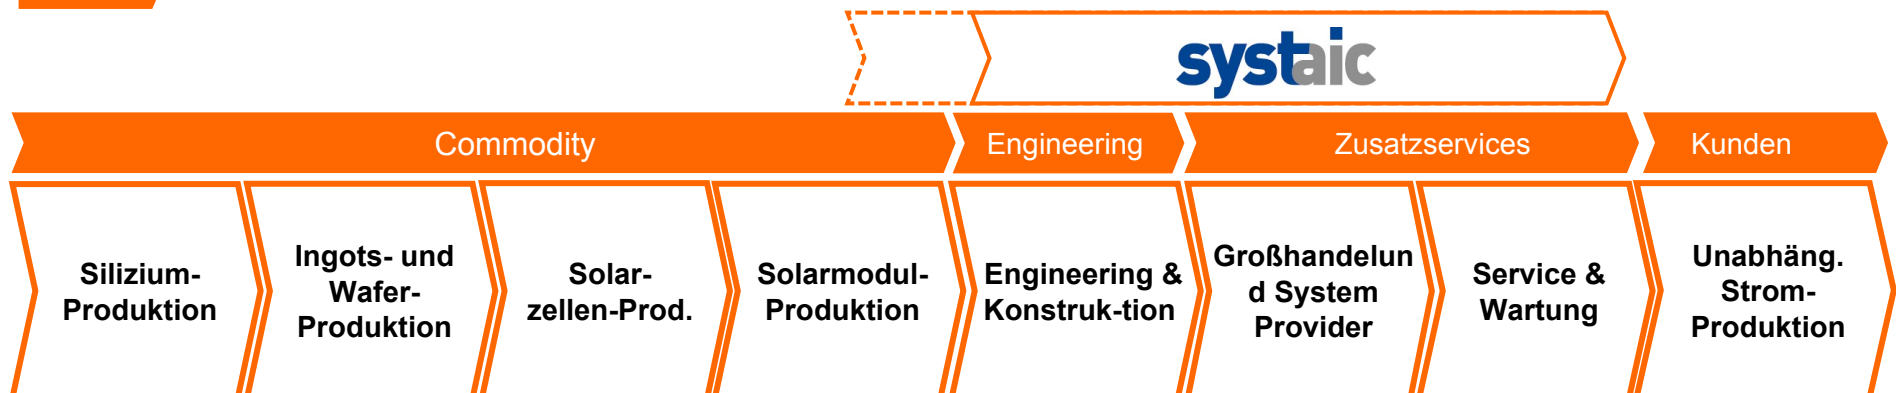 systaic
Commodity
Engineering
Zusatzservices
Kunden
Silizium-
Produktion
Ingots- und
Wafer-
Produktion
Solar-
zellen-Prod.
Solarmodul-
Produktion
Engineering &
Konstruk-tion
Großhandelun
d System
Provider
Service &
Wartung
Unabhäng.
Strom-
Produktion